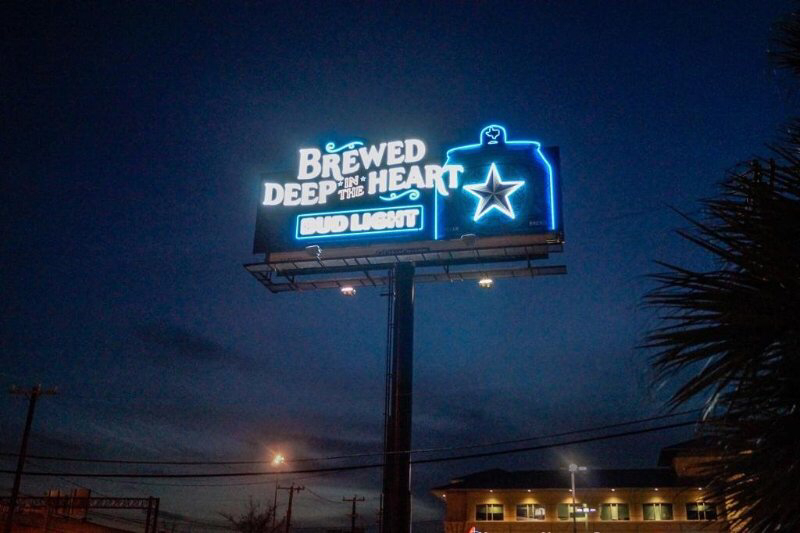 BREWED
DEEP IN THE HEART
BUD LIGHT